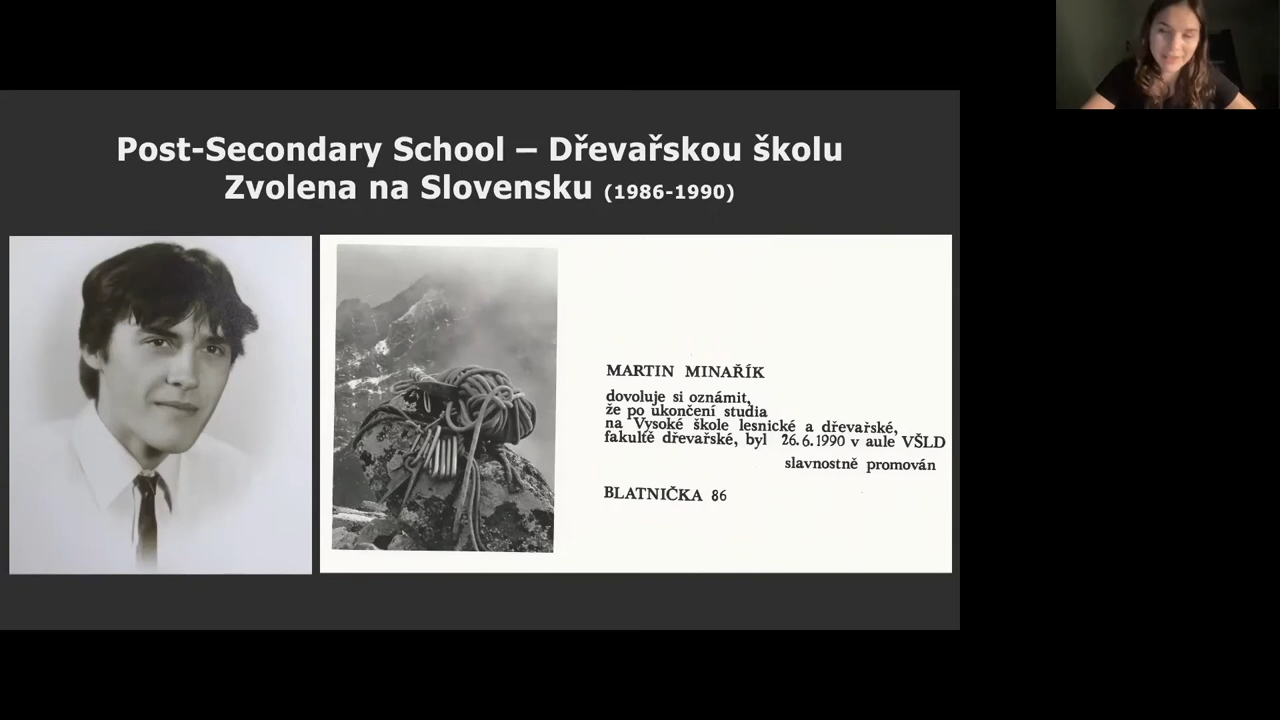 Post-Secondary School – Dřevařskou školu
Zvolena na Slovensku (1986-1990)
MARTIN MINAŘÍK
dovoluje si oznámit,
že po ukončení studia
na Vysoké škole lesnické a dřevařské,
fakultě dřevařské, byl 26.6.1990 v aule VŠLD
slavnostně promován
BLATNIČKA 86